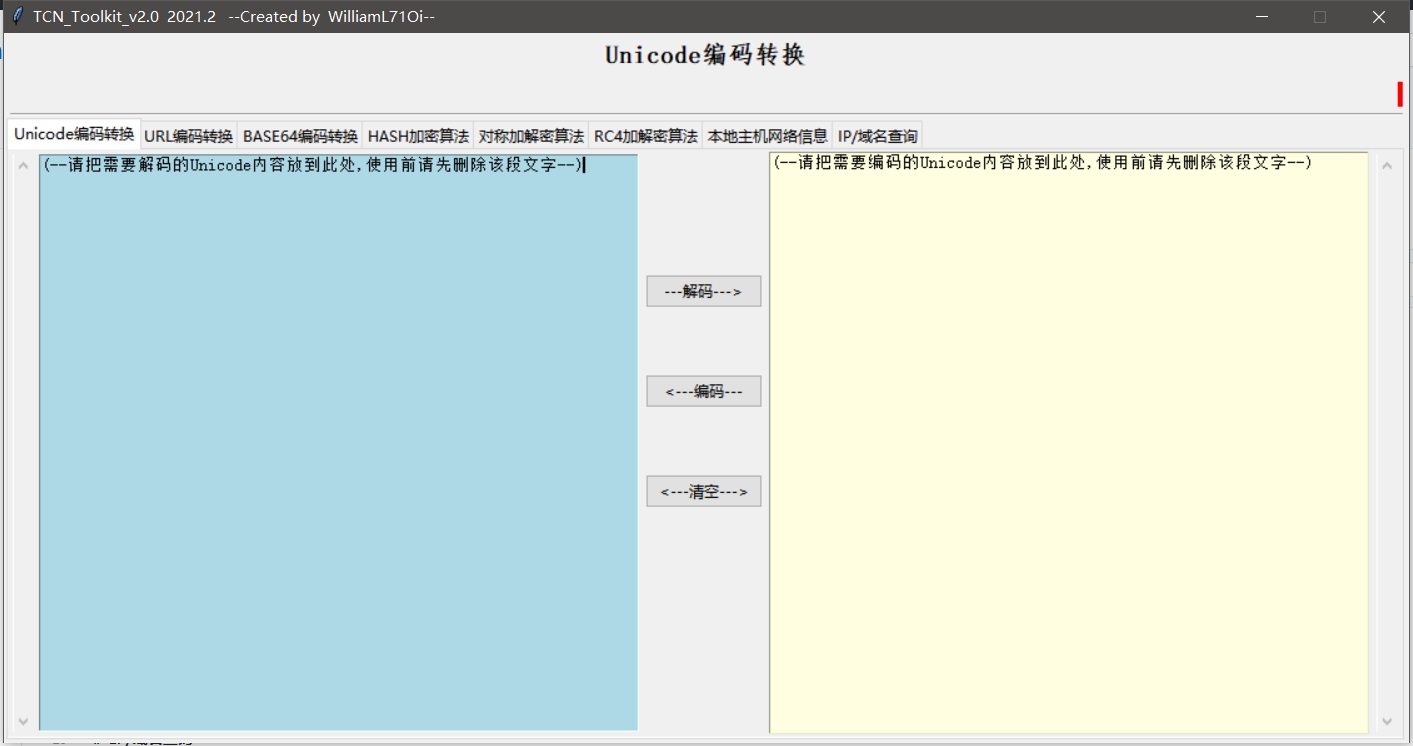 TCN_Toolkit_v2.0  2021.2   --Created by  WilliamL71Oi--
Unicode编码转换
Unicode编码转换 URL编码转换 BASE64编码转换 HASH加密算法 对称加解密算法 RC4加解密算法 本地主机网络信息 IP/域名查询
(--请把需要解码的Unicode内容放到此处,使用前请先删除该段文字--)
(--请把需要编码的Unicode内容放到此处,使用前请先删除该段文字--)
---解码--->
<---编码---
<---清空--->